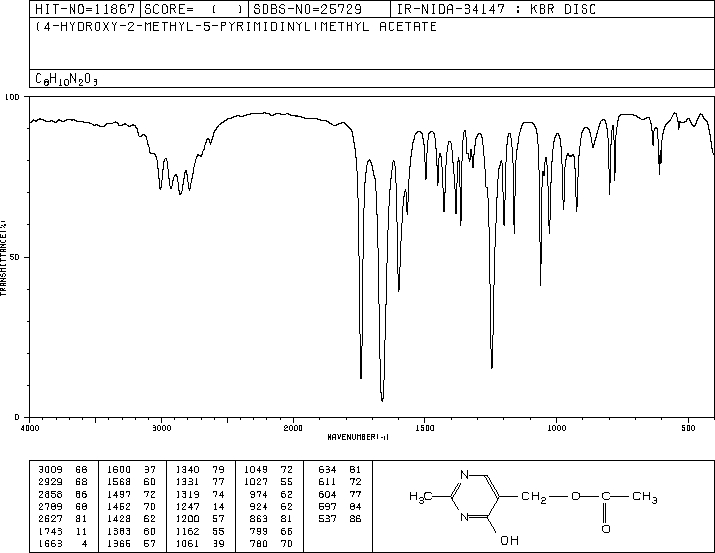 HIT-NO=11867 SCORE= ( ) SDBS-NO=25729 IR-NIDA-34147 : KBR DISC
(4-HYDROXY-2-METHYL-5-PYRIMIDINYL)METHYL ACETATE
C8H10N2O3
100
50
0
TRANSMITTANCE(%)
4000 3000 2000 1500 1000 500
WAVENUMBER(-1)
3009 68 1600 37 1340 79 1049 72 634 81
2929 68 1568 60 1331 77 1027 55 611 72
2858 66 1497 72 1319 74 974 62 604 77
2789 68 1452 70 1247 14 924 62 597 84
2627 81 1428 62 1200 57 863 81 537 86
1743 11 1383 60 1162 55 799 66
1663 4 1366 57 1061 39 780 70
N
H3C CH2 O C CH3
N O
OH